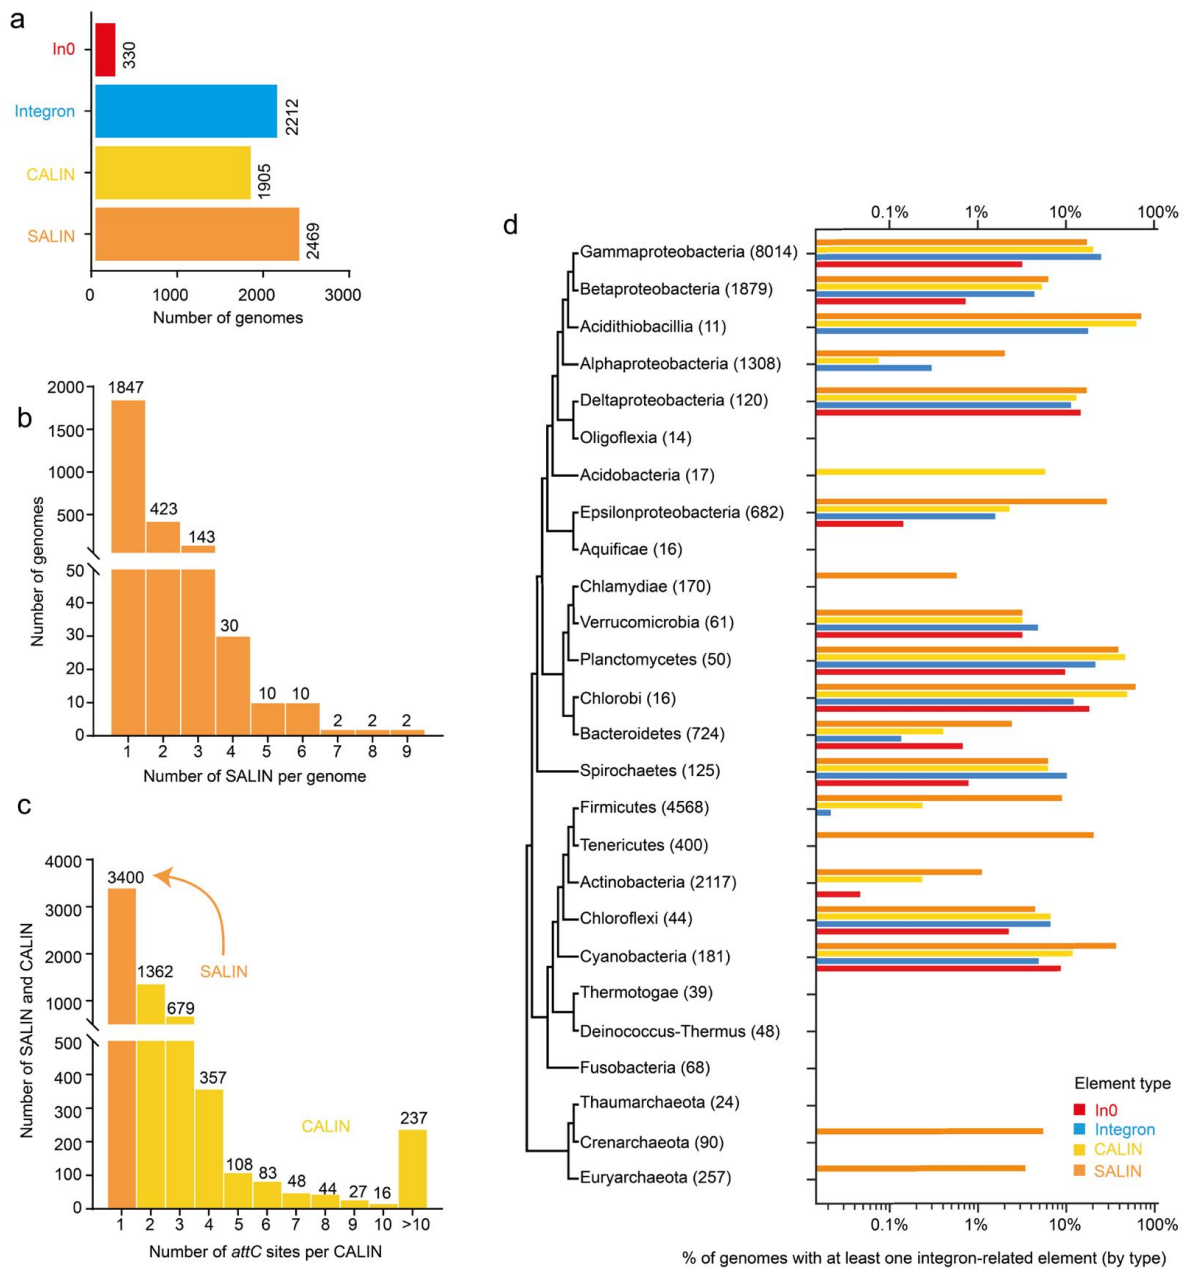 a
In0
330
Integron
2212
CALIN
1905
SALIN
2469
0 1000 2000 3000
Number of genomes
b
Number of genomes
2000
1500
1000
500
50
40
30
20
10
0
1847
423
143
30
10
10
2
2
2
1 2 3 4 5 6 7 8 9
Number of SALIN per genome
c
Number of SALIN and CALIN
4000
3000
2000
1000
500
400
300
200
100
0
3400
1362
679
357
108
83
48
44
27
16
237
SALIN
CALIN
1 2 3 4 5 6 7 8 9 10 >10
Number of attC sites per CALIN
d
0.1% 1% 10% 100%
Gammaproteobacteria (8014)
Betaproteobacteria (1879)
Acidithiobacillia (11)
Alphaproteobacteria (1308)
Deltaproteobacteria (120)
Oligoflexia (14)
Acidobacteria (17)
Epsilonproteobacteria (682)
Aquificae (16)
Chlamydiae (170)
Verrucomicrobia (61)
Planctomycetes (50)
Chlorobi (16)
Bacteroidetes (724)
Spirochaetes (125)
Firmicutes (4568)
Tenericutes (400)
Actinobacteria (2117)
Chloroflexi (44)
Cyanobacteria (181)
Thermotogae (39)
Deinococcus-Thermus (48)
Fusobacteria (68)
Thaumarchaeota (24)
Crenarchaeota (90)
Euryarchaeota (257)
Element type
In0
Integron
CALIN
SALIN
0.1% 1% 10% 100%
% of genomes with at least one integron-related element (by type)